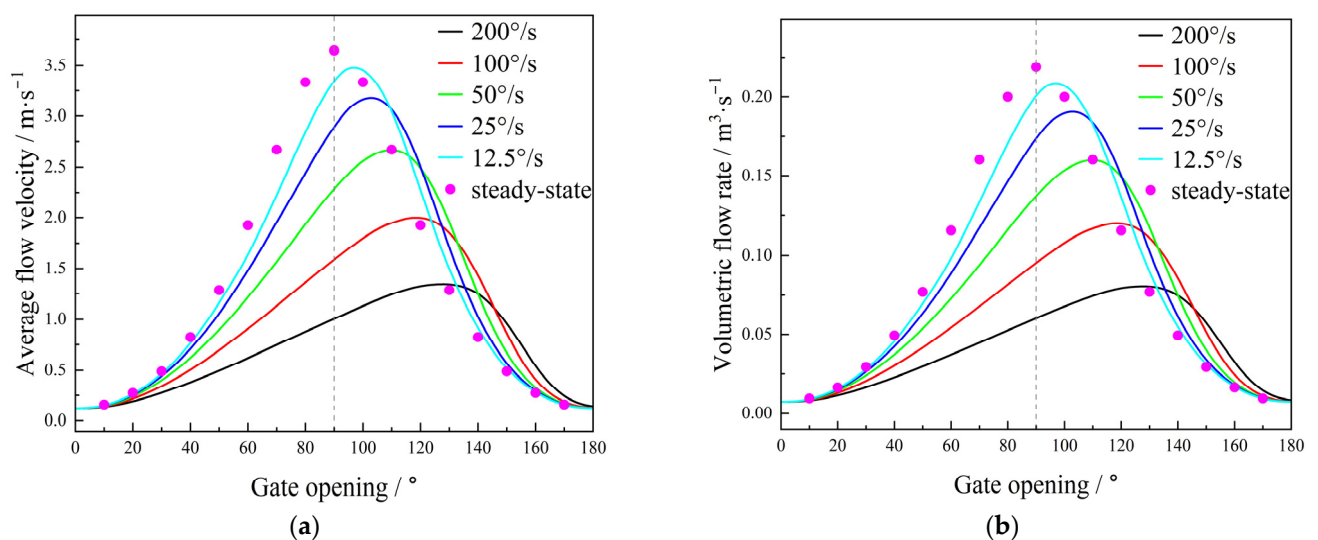 Average flow velocity / m·s⁻¹
3.5
3.0
2.5
2.0
1.5
1.0
0.5
0.0
0 20 40 60 80 100 120 140 160 180
Gate opening / °
200°/s
100°/s
50°/s
25°/s
12.5°/s
steady-state
(a)
Volumetric flow rate / m³·s⁻¹
0.20
0.15
0.10
0.05
0.00
0 20 40 60 80 100 120 140 160 180
Gate opening / °
200°/s
100°/s
50°/s
25°/s
12.5°/s
steady-state
(b)